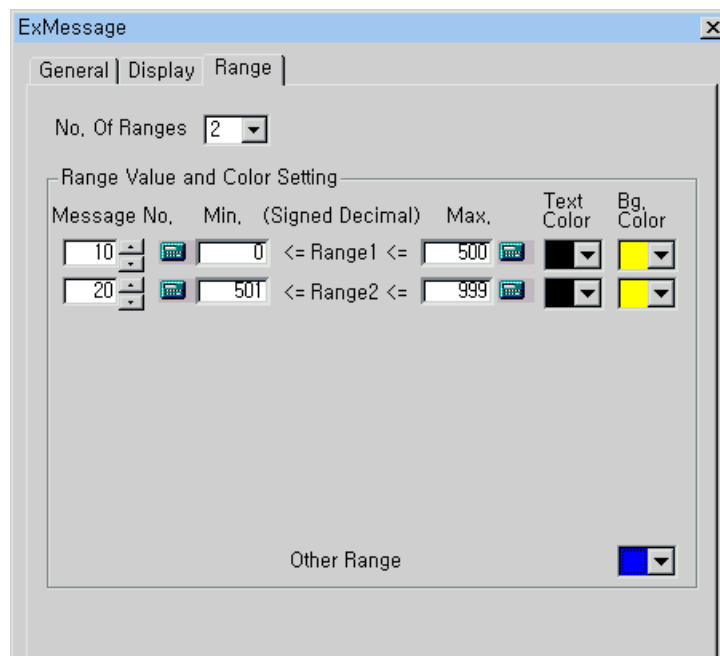 ExMessage
General Display Range
No, Of Ranges 2
Range Value and Color Setting
Message No, Min, (Signed Decimal) Max, Text Color Bg, Color
10 0 <= Range1 <= 500
20 501 <= Range2 <= 999
Other Range